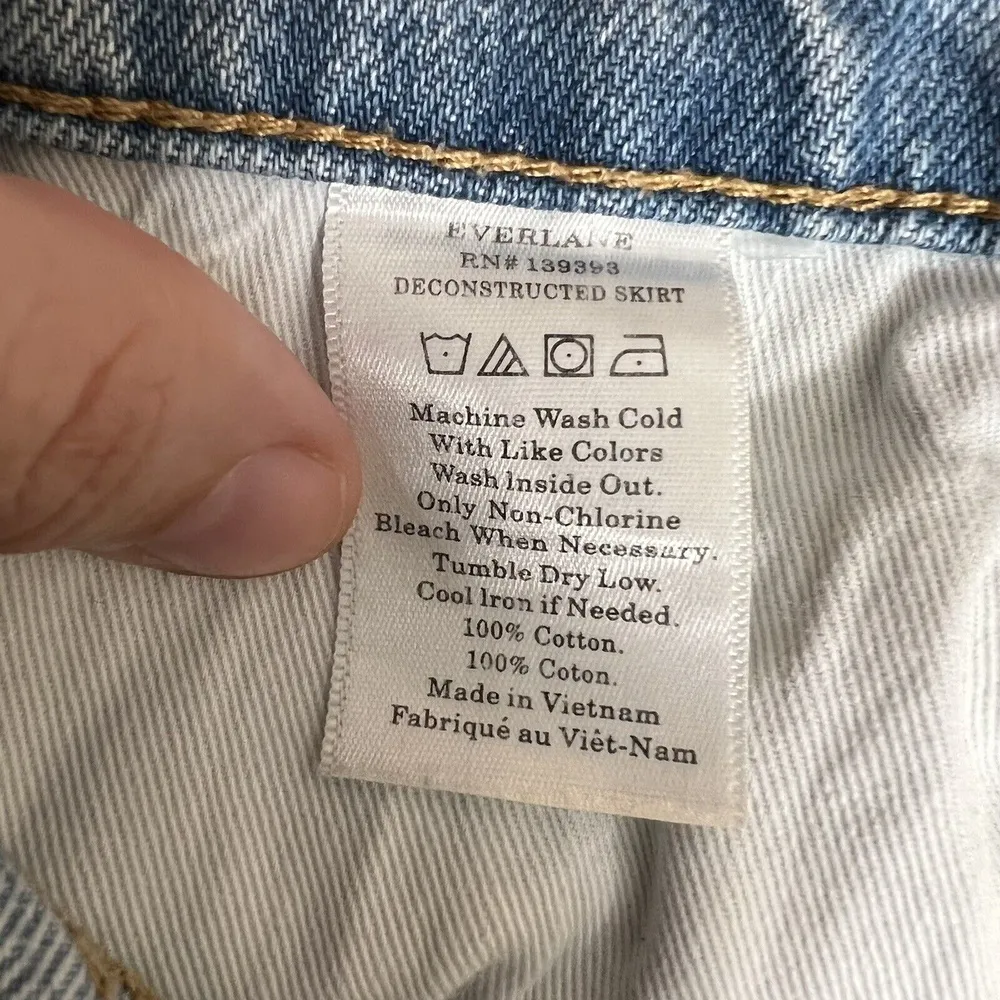 EVERLANE
RN# 139393
DECONSTRUCTED SKIRT
Machine Wash Cold
With Like Colors
Wash Inside Out.
Only Non-Chlorine
Bleach When Necessary.
Tumble Dry Low.
Cool Iron if Needed.
100% Cotton.
100% Coton.
Made in Vietnam
Fabriqué au Viêt-Nam